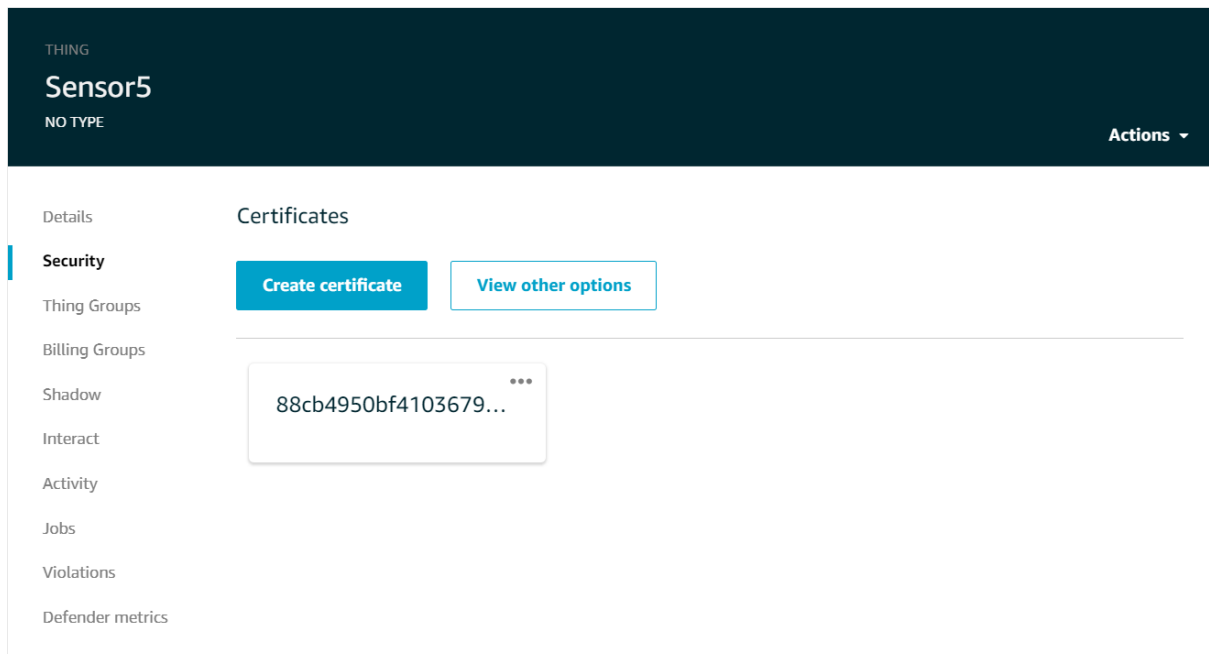 THING
Sensor5
NO TYPE
Actions
Details
Security
Thing Groups
Billing Groups
Shadow
Interact
Activity
Jobs
Violations
Defender metrics
Certificates
Create certificate
View other options
88cb4950bf4103679...